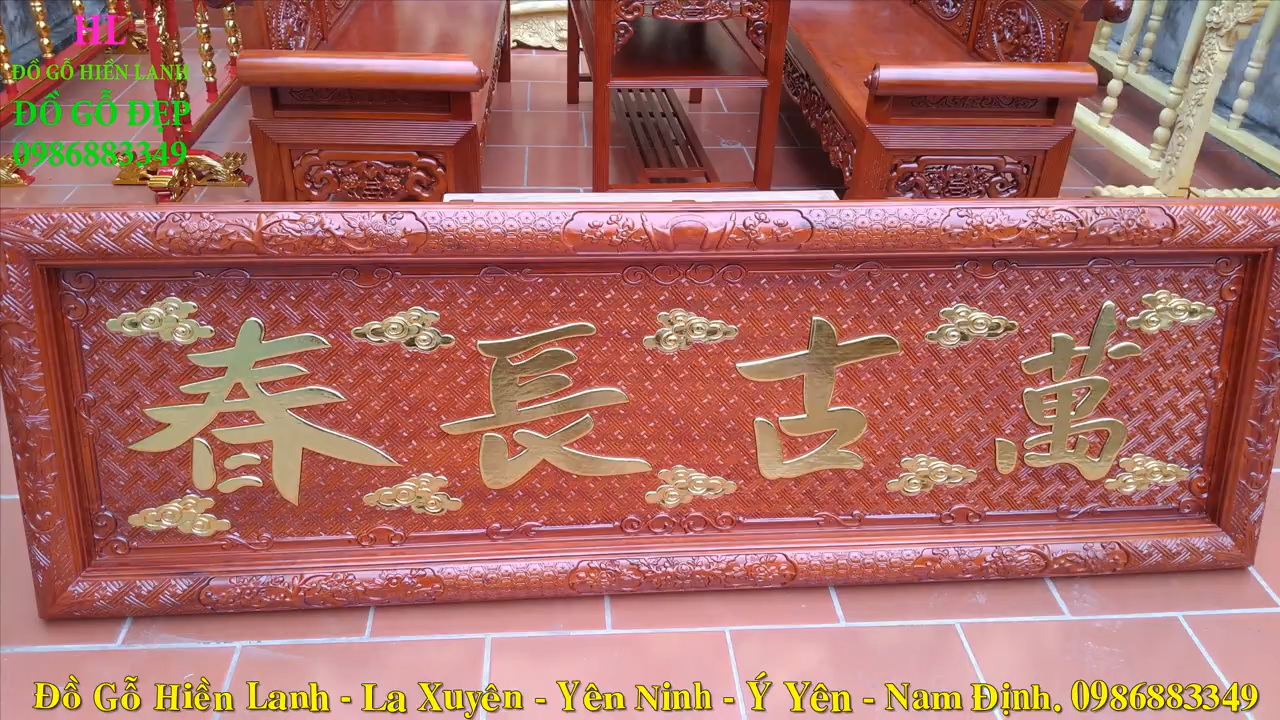 HL
ĐỒ GỖ HIỀN LANH
ĐỒ GỖ ĐẸP
0986883349
萬古長春
Đồ Gỗ Hiền Lanh - La Xuyên - Yên Ninh - Ý Yên - Nam Định. 0986883349